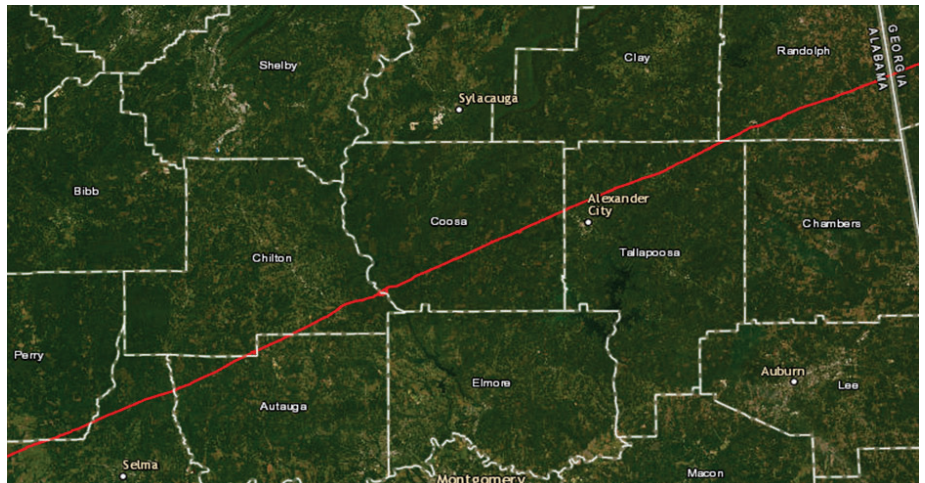 GEORGIA
ALABAMA
Randolph
Clay
Shelby
Sylacauga
Bibb
Alexander
City
Coosa
Chambers
Tallapoosa
Chilton
Perry
Auburn
Elmore
Lee
Autauga
Selma
Macon
Montgomery